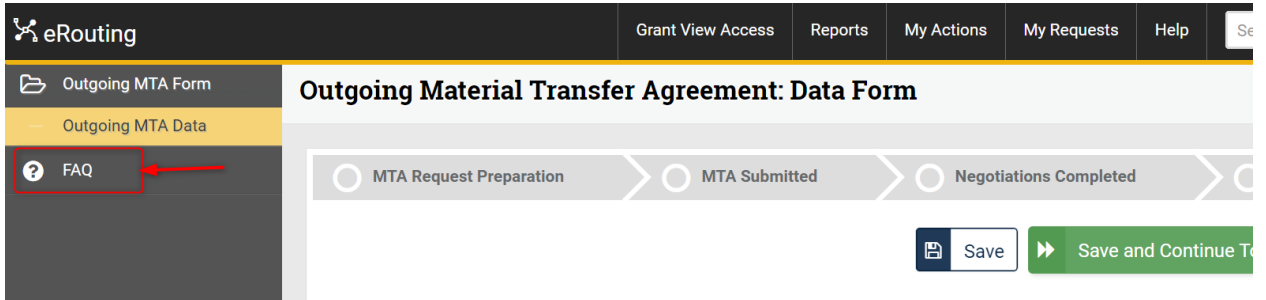 eRouting
Grant View Access
Reports
My Actions
My Requests
Help
Outgoing MTA Form
Outgoing MTA Data
FAQ
Outgoing Material Transfer Agreement: Data Form
MTA Request Preparation
MTA Submitted
Negotiations Completed
Save
Save and Continue